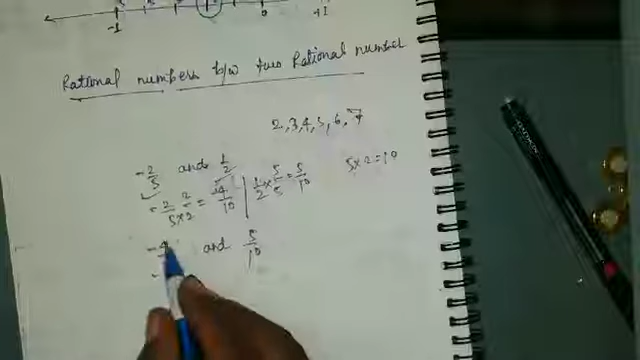 -1 0 +1
Rational numbers b/w two Rational number
2,3,4,5,6,7
-2/5 and 1/2 5×2=10
-2/5×2/2 = -4/10 | 1/2×5/5=5/10
-4 and 5/10